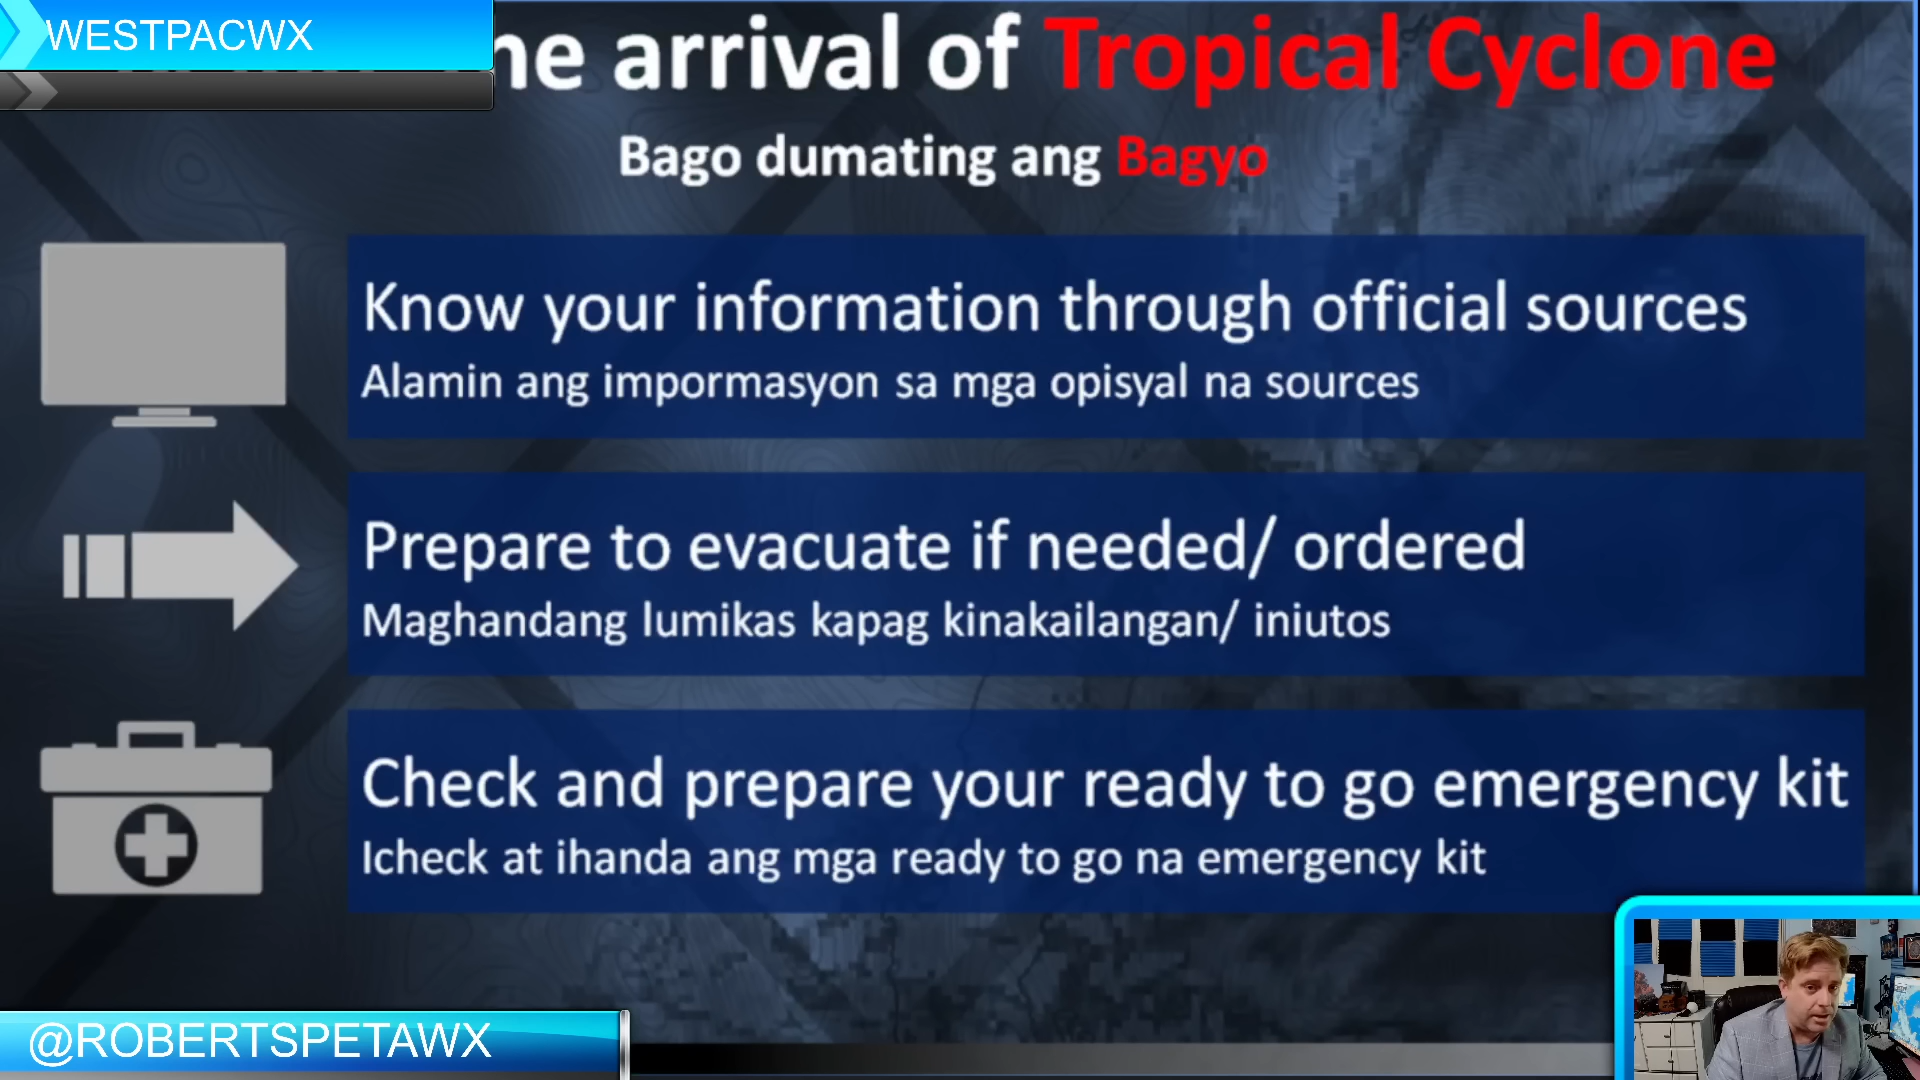 WESTPACWX
he arrival of Tropical Cyclone
Bago dumating ang Bagyo
Know your information through official sources
Alamin ang impormasyon sa mga opisyal na sources
Prepare to evacuate if needed/ ordered
Maghandang lumikas kapag kinakailangan/ iniutos
Check and prepare your ready to go emergency kit
Icheck at ihanda ang mga ready to go na emergency kit
@ROBERTSPETAWX